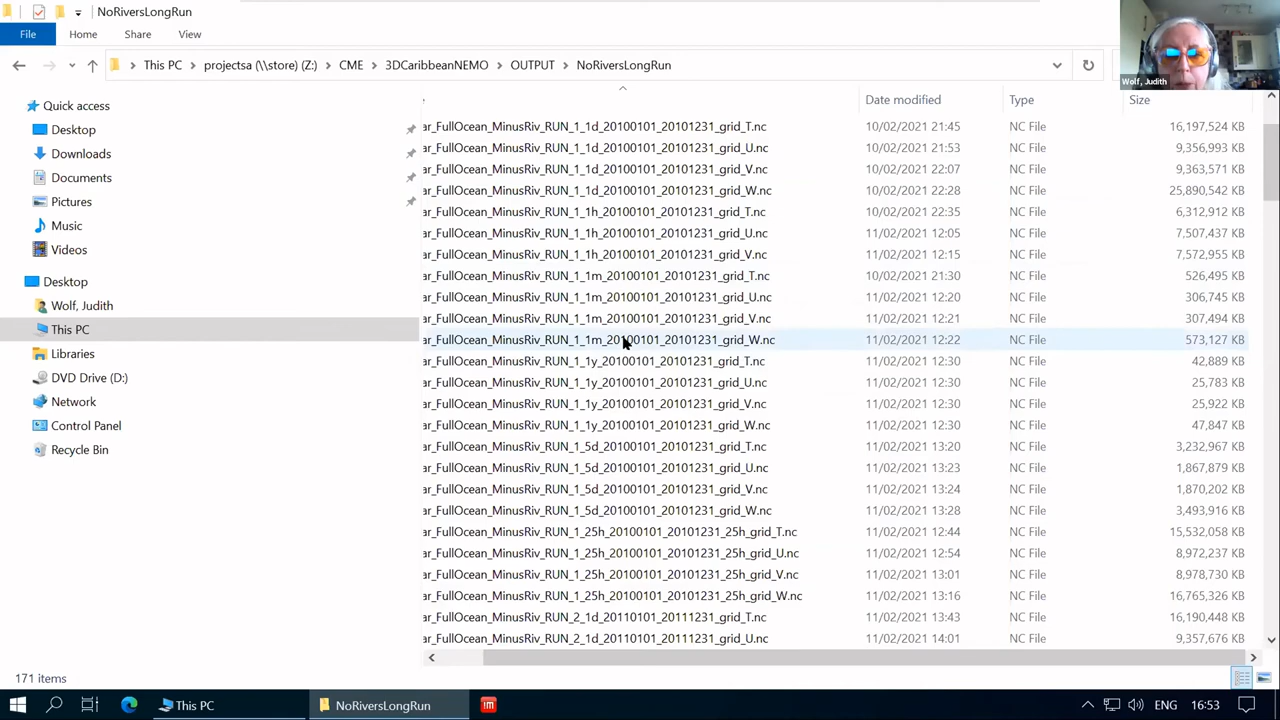 NoRiversLongRun
File Home Share View
This PC projectsa (\\store) (Z:) CME 3DCaribbeanNEMO OUTPUT NoRiversLongRun
Wolf, Judith
Date modified Type Size
Quick access
Desktop
Downloads
Documents
Pictures
Music
Videos
Desktop
Wolf, Judith
This PC
Libraries
DVD Drive (D:)
Network
Control Panel
Recycle Bin
ar_FullOcean_MinusRiv_RUN_1_1d_20100101_20101231_grid_T.nc 10/02/2021 21:45 NC File 16,197,524 KB
ar_FullOcean_MinusRiv_RUN_1_1d_20100101_20101231_grid_U.nc 10/02/2021 21:53 NC File 9,356,993 KB
ar_FullOcean_MinusRiv_RUN_1_1d_20100101_20101231_grid_V.nc 10/02/2021 22:07 NC File 9,363,571 KB
ar_FullOcean_MinusRiv_RUN_1_1d_20100101_20101231_grid_W.nc 10/02/2021 22:28 NC File 25,890,542 KB
ar_FullOcean_MinusRiv_RUN_1_1h_20100101_20101231_grid_T.nc 10/02/2021 22:35 NC File 6,312,912 KB
ar_FullOcean_MinusRiv_RUN_1_1h_20100101_20101231_grid_U.nc 11/02/2021 12:05 NC File 7,507,437 KB
ar_FullOcean_MinusRiv_RUN_1_1h_20100101_20101231_grid_V.nc 11/02/2021 12:15 NC File 7,572,955 KB
ar_FullOcean_MinusRiv_RUN_1_1m_20100101_20101231_grid_T.nc 10/02/2021 21:30 NC File 526,495 KB
ar_FullOcean_MinusRiv_RUN_1_1m_20100101_20101231_grid_U.nc 11/02/2021 12:20 NC File 306,745 KB
ar_FullOcean_MinusRiv_RUN_1_1m_20100101_20101231_grid_V.nc 11/02/2021 12:21 NC File 307,494 KB
ar_FullOcean_MinusRiv_RUN_1_1m_20100101_20101231_grid_W.nc 11/02/2021 12:22 NC File 573,127 KB
ar_FullOcean_MinusRiv_RUN_1_1y_20100101_20101231_grid_T.nc 11/02/2021 12:30 NC File 42,889 KB
ar_FullOcean_MinusRiv_RUN_1_1y_20100101_20101231_grid_U.nc 11/02/2021 12:30 NC File 25,783 KB
ar_FullOcean_MinusRiv_RUN_1_1y_20100101_20101231_grid_V.nc 11/02/2021 12:30 NC File 25,922 KB
ar_FullOcean_MinusRiv_RUN_1_1y_20100101_20101231_grid_W.nc 11/02/2021 12:30 NC File 47,847 KB
ar_FullOcean_MinusRiv_RUN_1_5d_20100101_20101231_grid_T.nc 11/02/2021 13:20 NC File 3,232,967 KB
ar_FullOcean_MinusRiv_RUN_1_5d_20100101_20101231_grid_U.nc 11/02/2021 13:23 NC File 1,867,879 KB
ar_FullOcean_MinusRiv_RUN_1_5d_20100101_20101231_grid_V.nc 11/02/2021 13:24 NC File 1,870,202 KB
ar_FullOcean_MinusRiv_RUN_1_5d_20100101_20101231_grid_W.nc 11/02/2021 13:28 NC File 3,493,916 KB
ar_FullOcean_MinusRiv_RUN_1_25h_20100101_20101231_25h_grid_T.nc 11/02/2021 12:44 NC File 15,532,058 KB
ar_FullOcean_MinusRiv_RUN_1_25h_20100101_20101231_25h_grid_U.nc 11/02/2021 12:54 NC File 8,972,237 KB
ar_FullOcean_MinusRiv_RUN_1_25h_20100101_20101231_25h_grid_V.nc 11/02/2021 13:01 NC File 8,978,730 KB
ar_FullOcean_MinusRiv_RUN_1_25h_20100101_20101231_25h_grid_W.nc 11/02/2021 13:16 NC File 16,765,326 KB
ar_FullOcean_MinusRiv_RUN_2_1d_20110101_20111231_grid_T.nc 11/02/2021 13:43 NC File 16,190,448 KB
ar_FullOcean_MinusRiv_RUN_2_1d_20110101_20111231_grid_U.nc 11/02/2021 14:01 NC File 9,357,676 KB
171 items
This PC NoRiversLongRun ENG 16:53